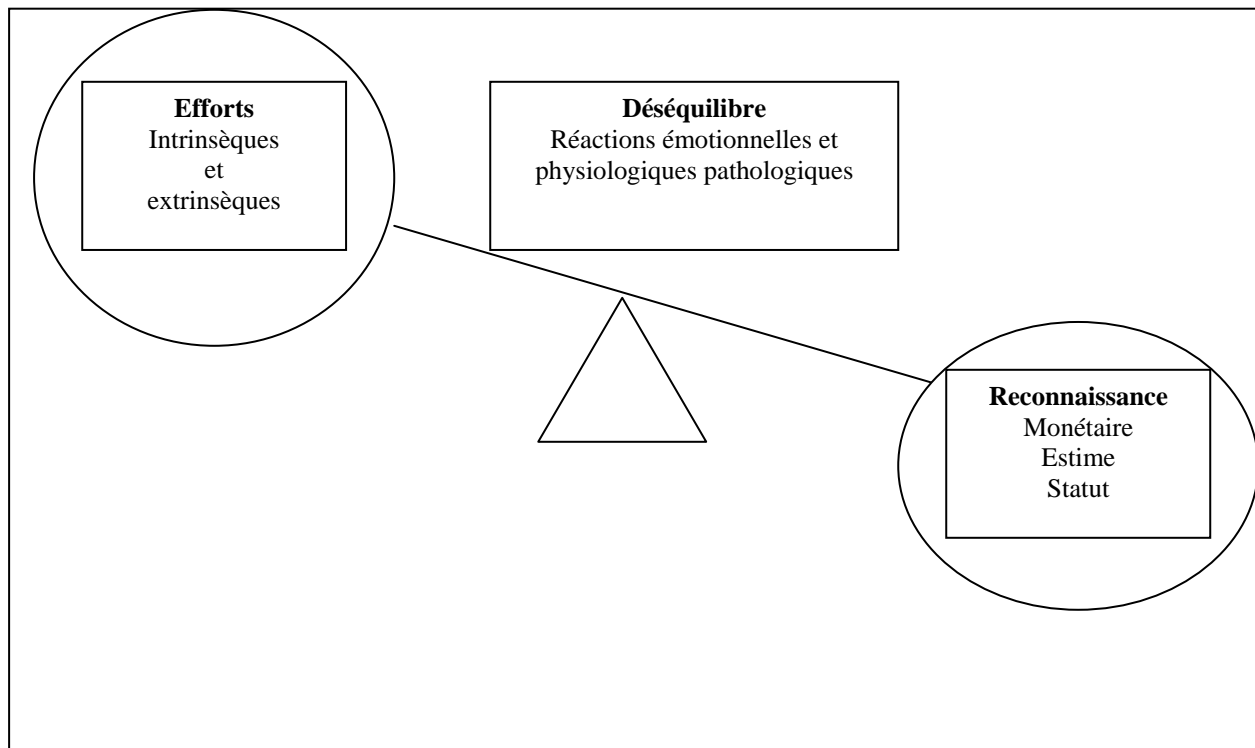 Efforts
Intrinsèques
et
extrinsèques
Déséquilibre
Réactions émotionnelles et
physiologiques pathologiques
Reconnaissance
Monétaire
Estime
Statut